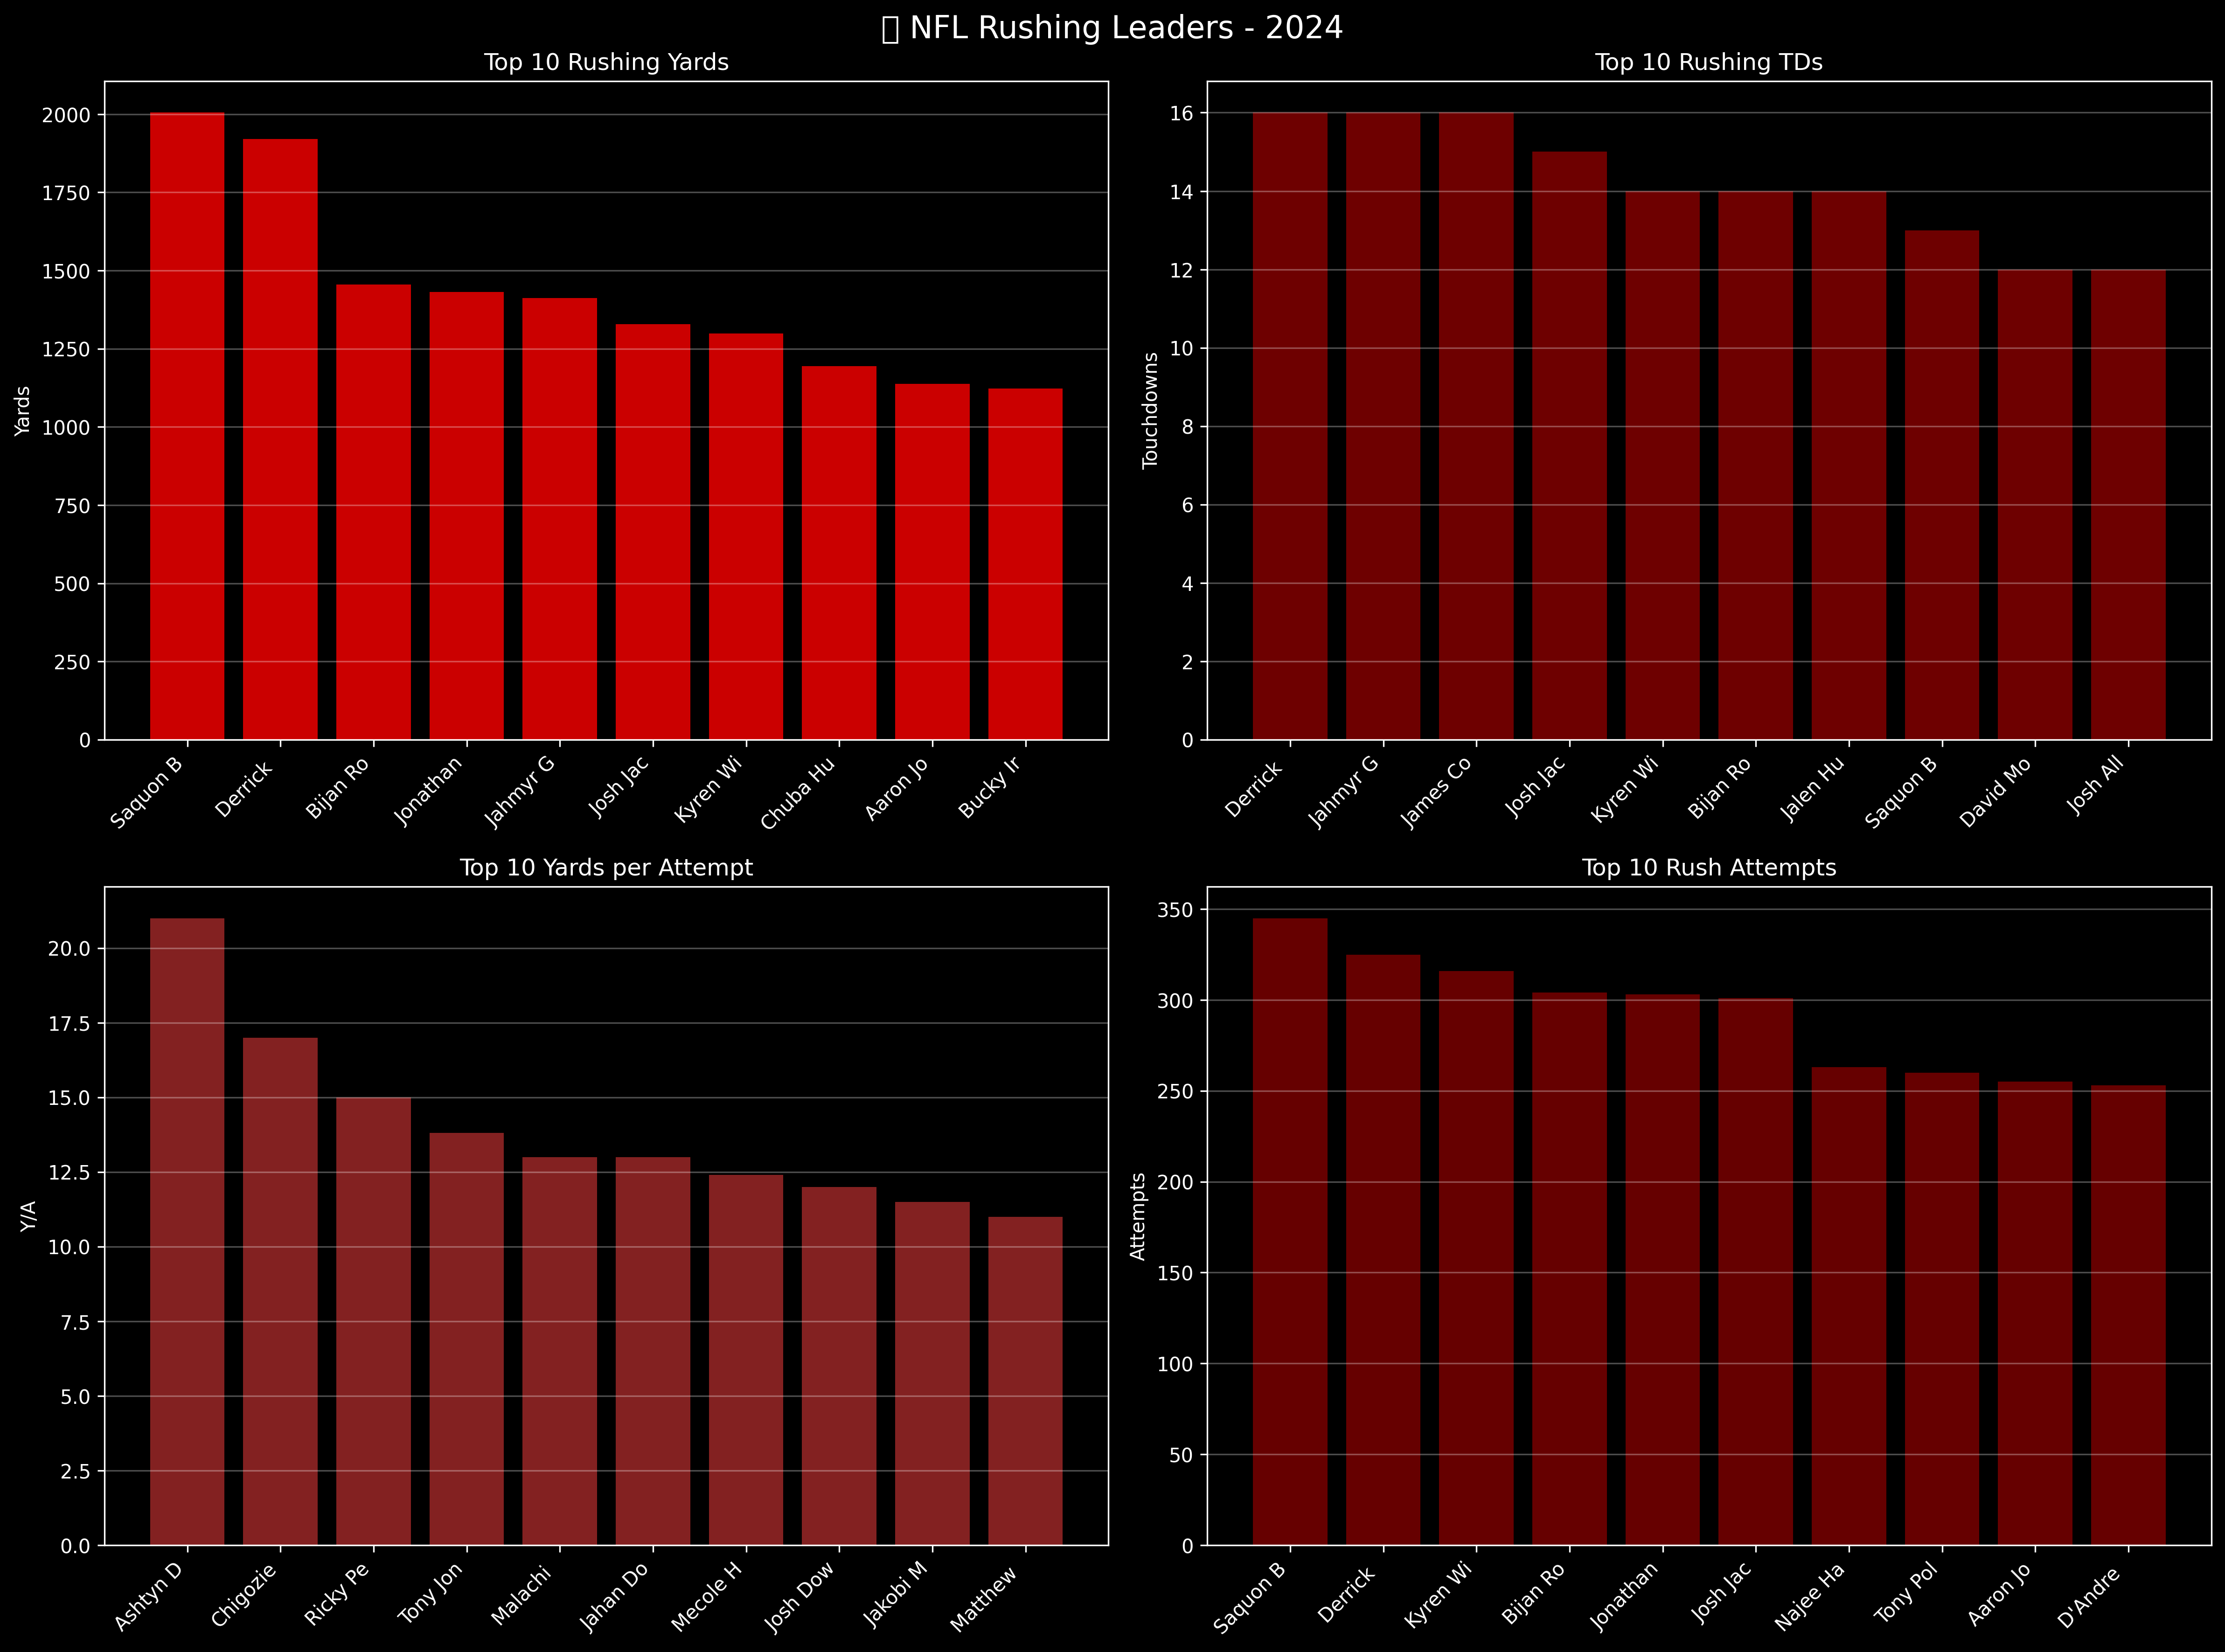 ▯ NFL Rushing Leaders - 2024
Top 10 Rushing Yards
Yards
2000
1750
1500
1250
1000
750
500
250
0
Saquon B
Derrick
Bijan Ro
Jonathan
Jahmyr G
Josh Jac
Kyren Wi
Chuba Hu
Aaron Jo
Bucky Ir
Top 10 Rushing TDs
Touchdowns
16
14
12
10
8
6
4
2
0
Derrick
Jahmyr G
James Co
Josh Jac
Kyren Wi
Bijan Ro
Jalen Hu
Saquon B
David Mo
Josh All
Top 10 Yards per Attempt
Y/A
20.0
17.5
15.0
12.5
10.0
7.5
5.0
2.5
0.0
Ashtyn D
Chigozie
Ricky Pe
Tony Jon
Malachi
Jahan Do
Mecole H
Josh Dow
Jakobi M
Matthew
Top 10 Rush Attempts
Attempts
350
300
250
200
150
100
50
0
Saquon B
Derrick
Kyren Wi
Bijan Ro
Jonathan
Josh Jac
Najee Ha
Tony Pol
Aaron Jo
D'Andre